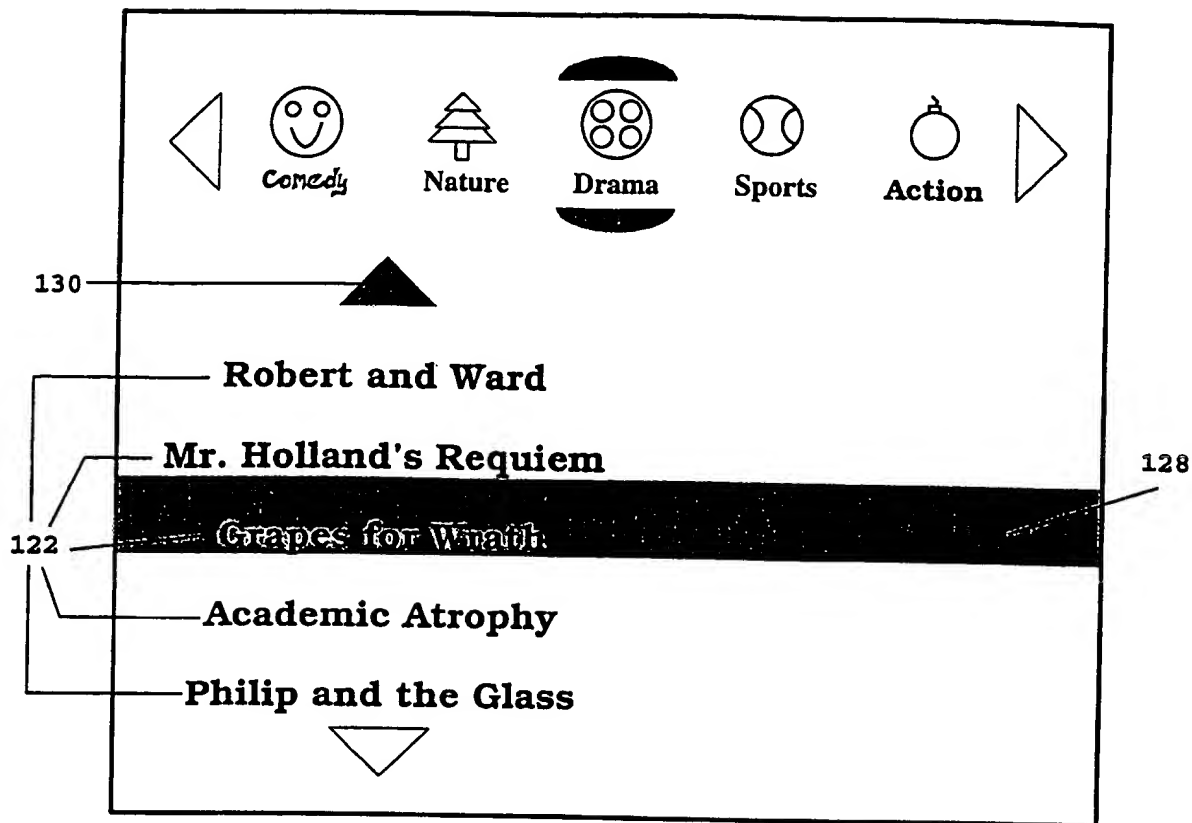 Comedy Nature Drama Sports Action
130
Robert and Ward
Mr. Holland's Requiem
128
Grapes for Wrath
122
Academic Atrophy
Philip and the Glass